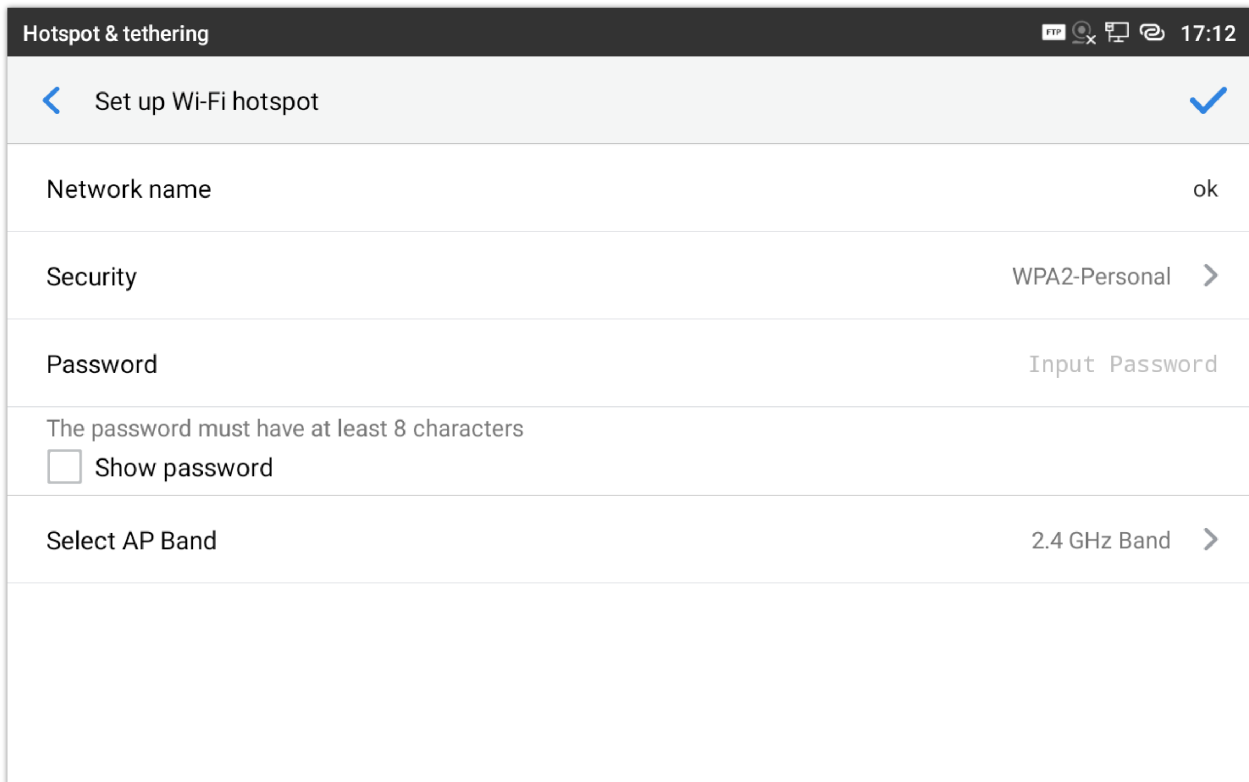 Hotspot & tethering FTP 17:12
Set up Wi-Fi hotspot
Network name ok
Security WPA2-Personal
Password Input Password
The password must have at least 8 characters
Show password
Select AP Band 2.4 GHz Band